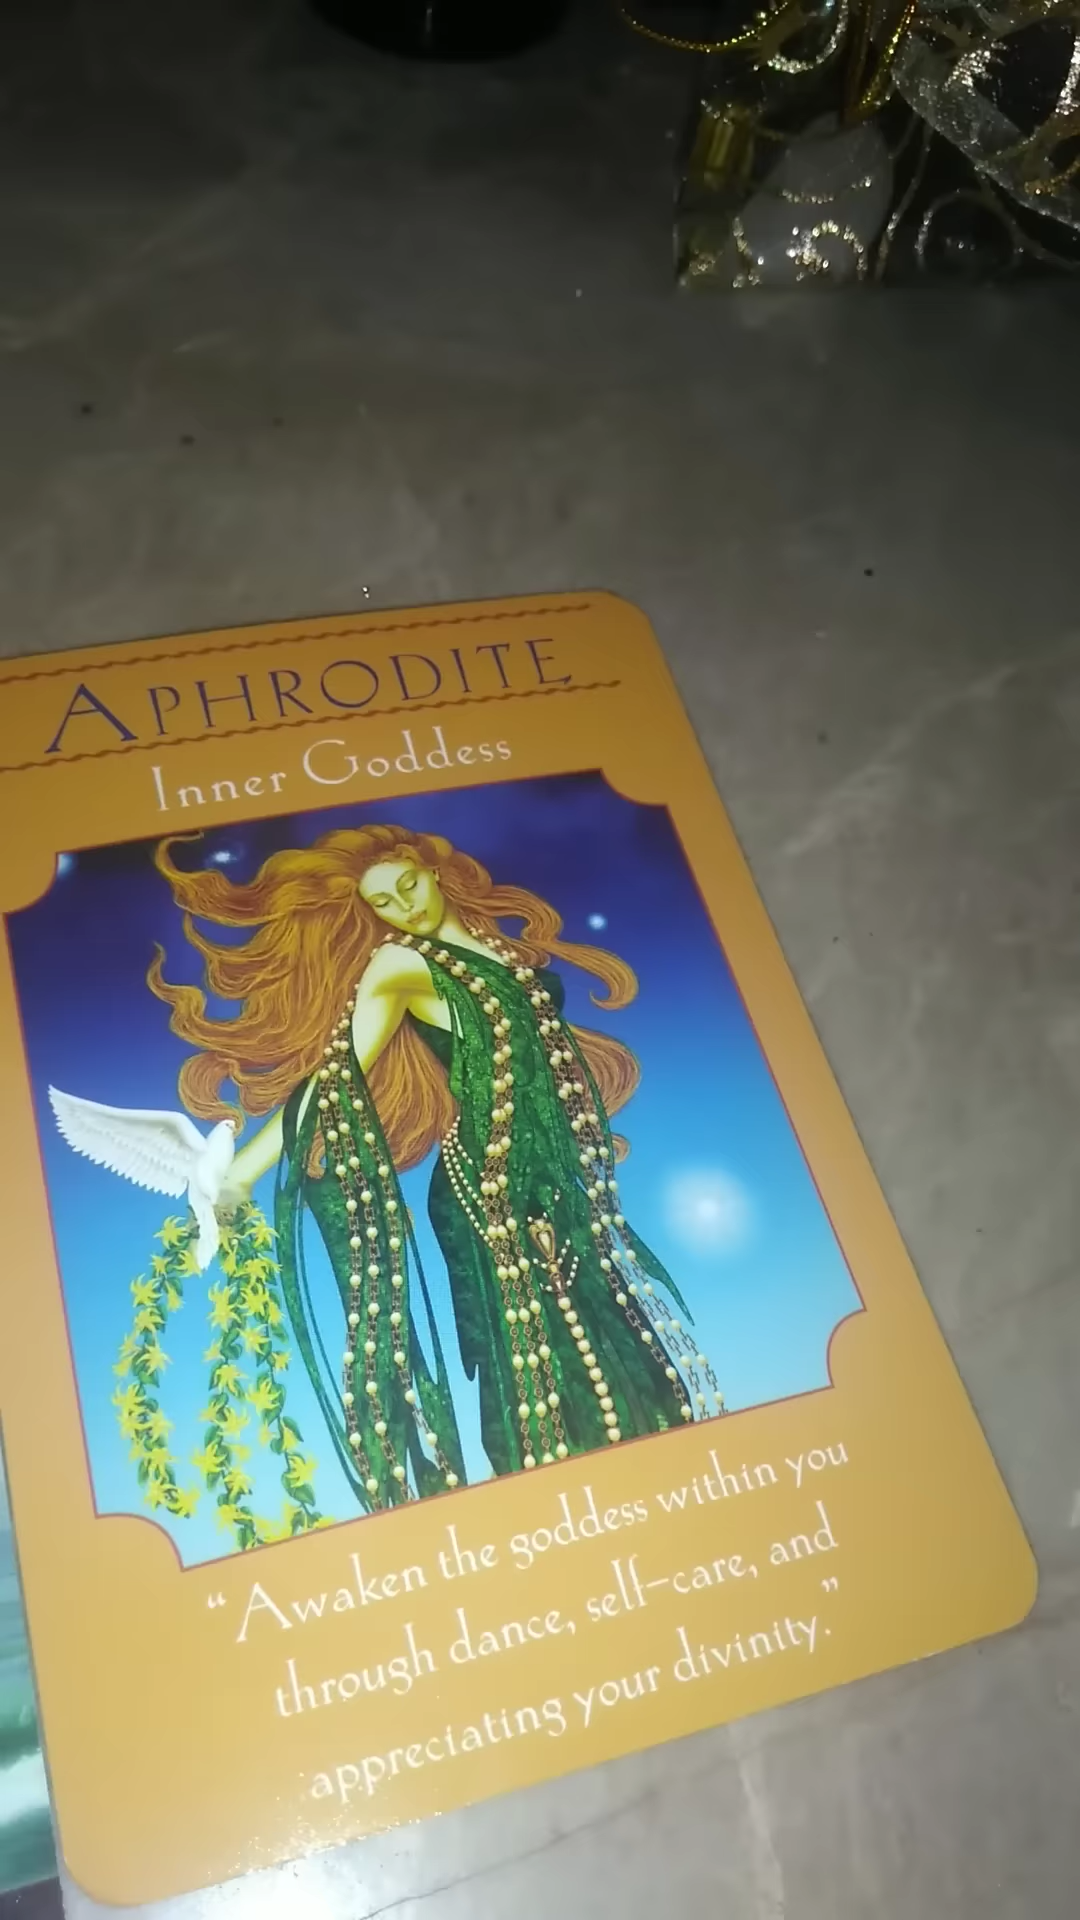 APHRODITE
Inner Goddess
“Awaken the goddess within you
through dance, self-care, and
appreciating your divinity.”